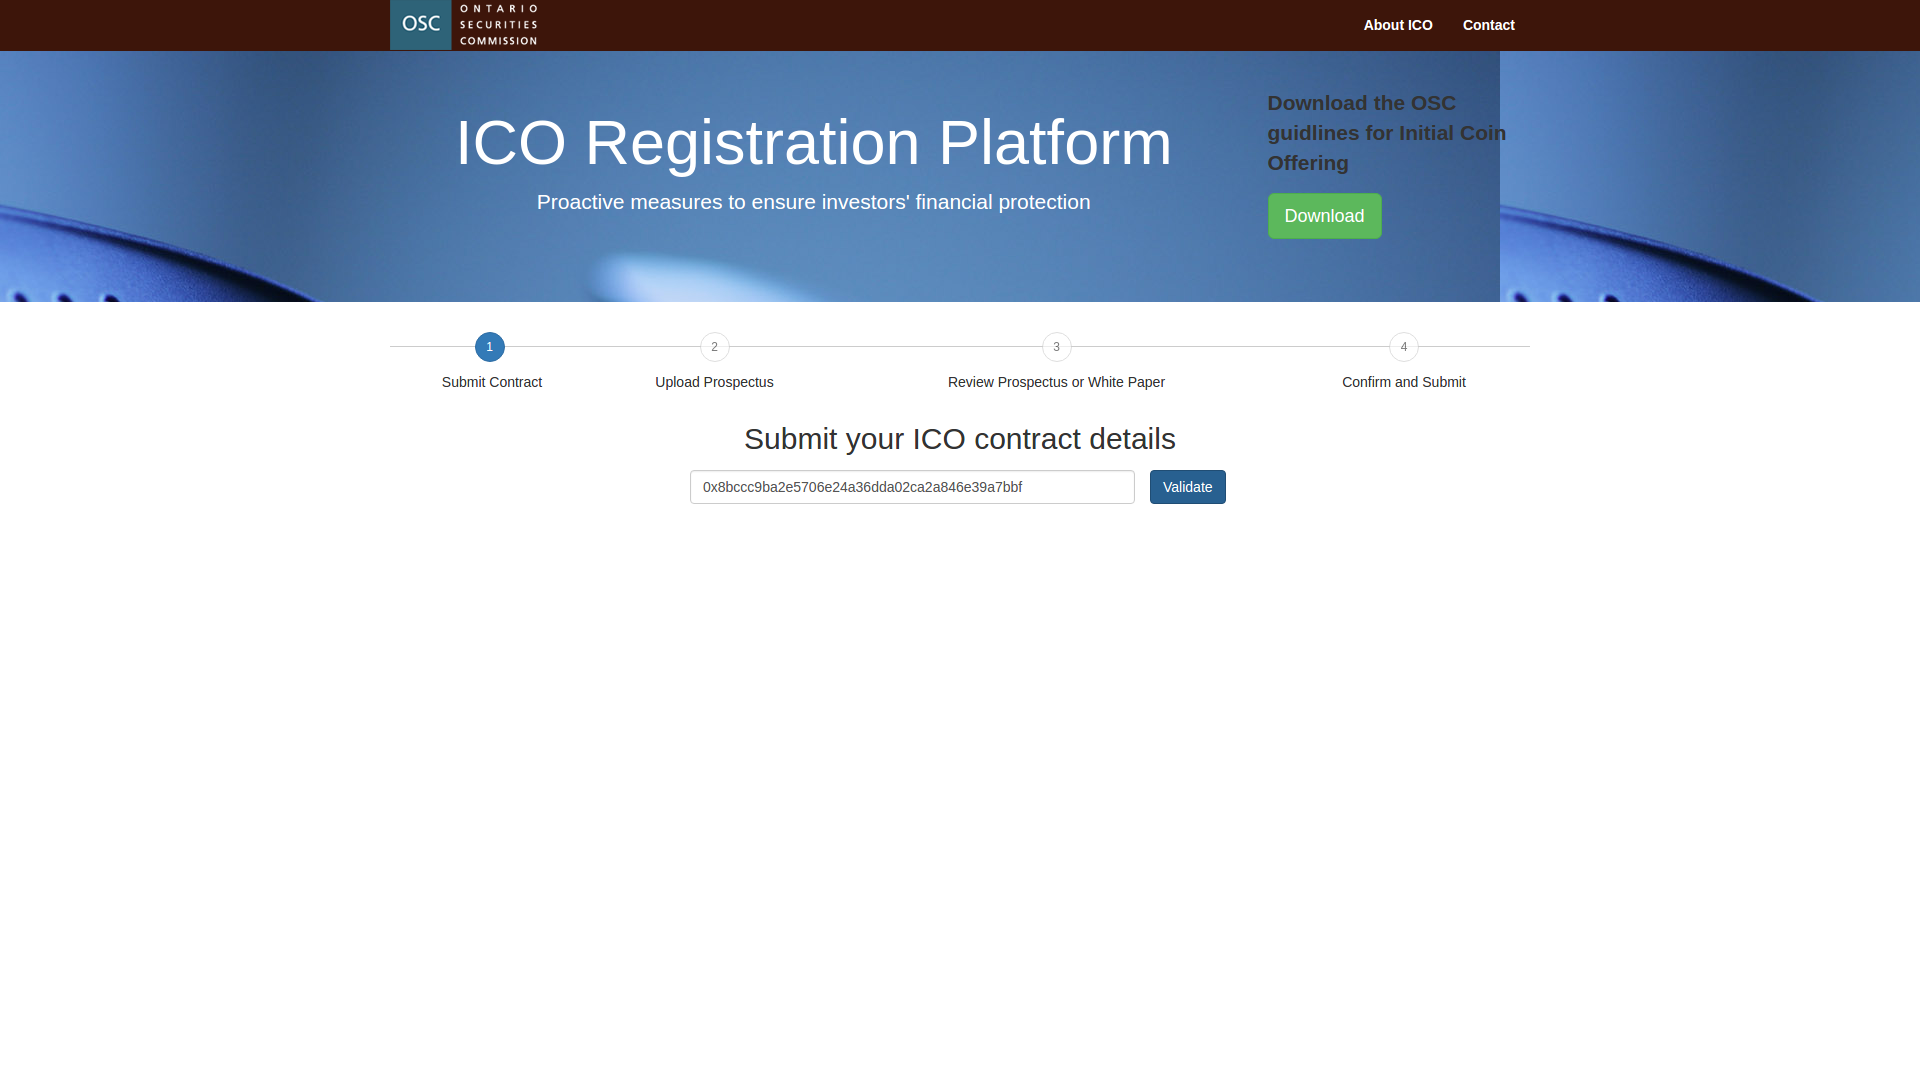 OSC
ONTARIO
SECURITIES
COMMISSION
About ICO
Contact
ICO Registration Platform
Proactive measures to ensure investors' financial protection
Download the OSC
guidlines for Initial Coin
Offering
Download
1
2
3
4
Submit Contract
Upload Prospectus
Review Prospectus or White Paper
Confirm and Submit
Submit your ICO contract details
0x8bccc9ba2e5706e24a36dda02ca2a846e39a7bbf
Validate